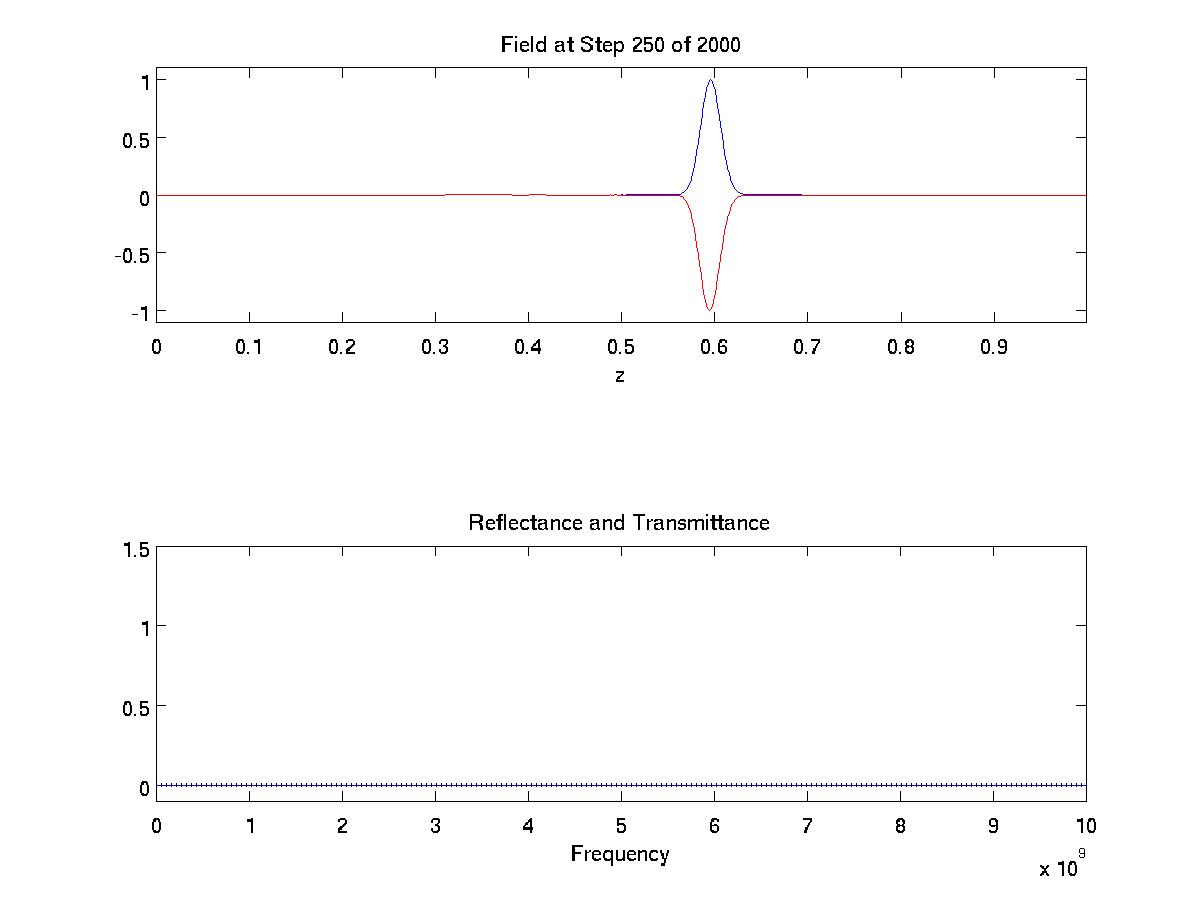 Field at Step 250 of 2000
1
0.5
0
-0.5
-1
0 0.1 0.2 0.3 0.4 0.5 0.6 0.7 0.8 0.9
z
Reflectance and Transmittance
1.5
1
0.5
0
0 1 2 3 4 5 6 7 8 9 10
Frequency
x 10^9